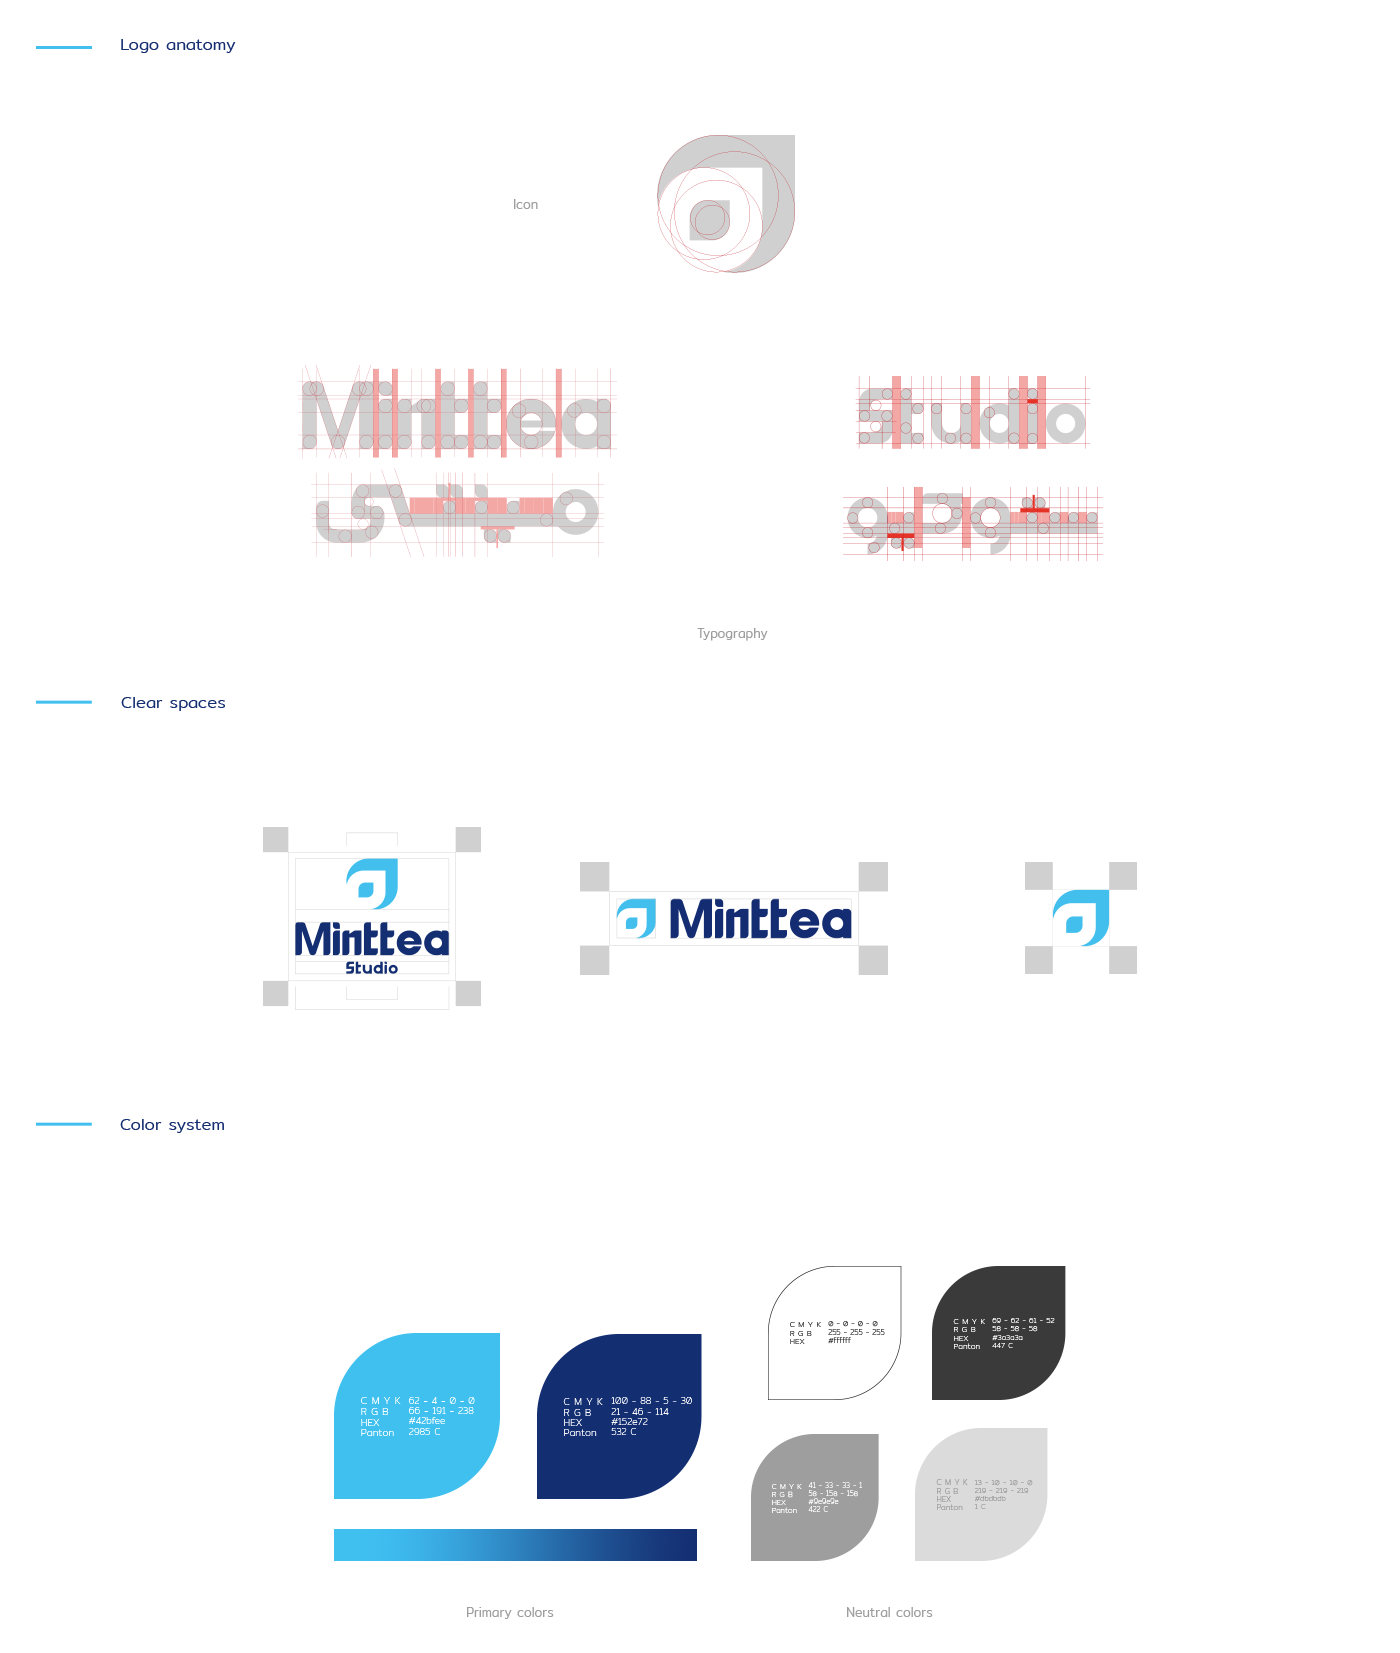 Logo anatomy
Icon
Minttea
Studio
مینتی
ستودیو
Typography
Clear spaces
Minttea
Studio
Minttea
Color system
C M Y K 62 - 4 - 0 - 0
R G B 66 - 191 - 238
HEX #42bfee
Panton 2985 C
C M Y K 100 - 88 - 5 - 30
R G B 21 - 46 - 114
HEX #152e72
Panton 532 C
C M Y K 0 - 0 - 0 - 0
R G B 255 - 255 - 255
HEX #ffffff
C M Y K 69 - 62 - 61 - 52
R G B 58 - 58 - 58
HEX #3a3a3a
Panton 447 C
C M Y K 41 - 33 - 33 - 1
R G B 58 - 158 - 158
HEX #9e9e9e
Panton 422 C
C M Y K 13 - 10 - 10 - 0
R G B 219 - 219 - 219
HEX #dbdbdb
Panton 1 C
Primary colors
Neutral colors